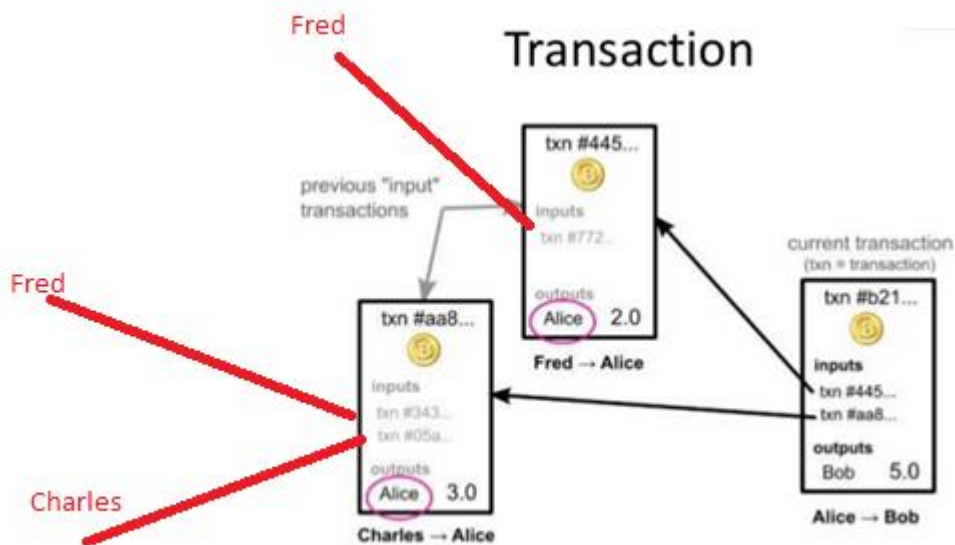 Fred
Transaction
txn #445...
previous "input"
transactions
inputs
txn #772...
outputs
Alice 2.0
Fred → Alice
current transaction
(txn = transaction)
txn #b21...
inputs
txn #445...
txn #aa8...
outputs
Bob 5.0
Alice → Bob
Fred
txn #aa8...
inputs
txn #343...
txn #05a...
outputs
Alice 3.0
Charles → Alice
Charles